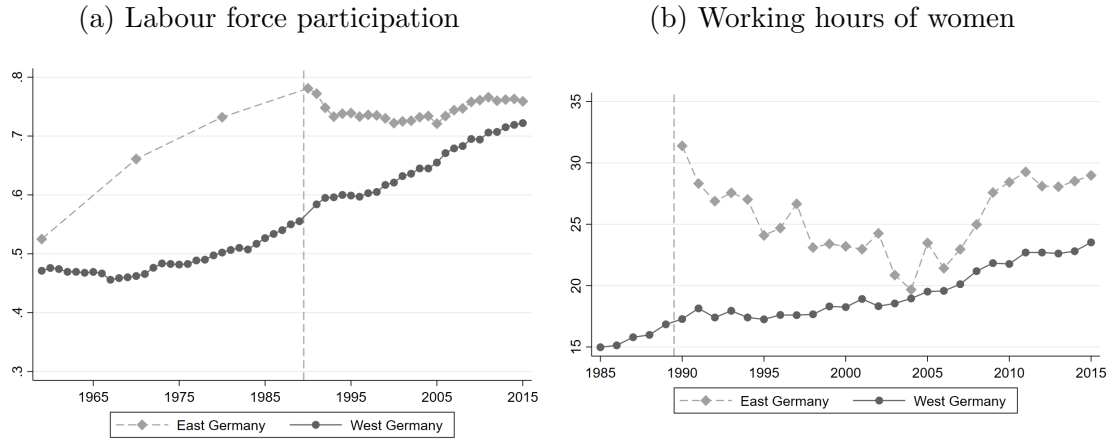 (a) Labour force participation
.8
.7
.6
.5
.4
.3
1965 1975 1985 1995 2005 2015
East Germany West Germany
(b) Working hours of women
35
30
25
20
15
1985 1990 1995 2000 2005 2010 2015
East Germany West Germany